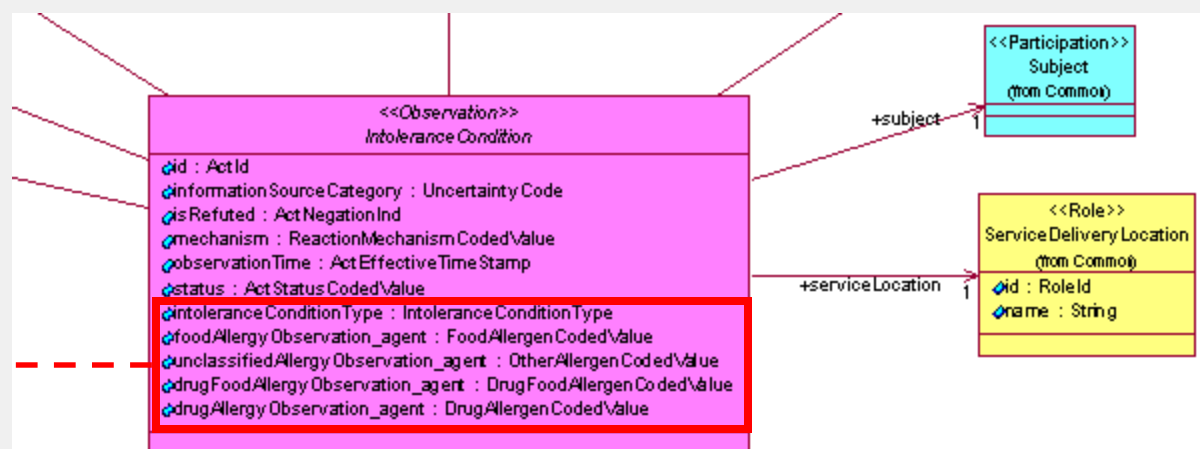 <<Observation>>
IntoleranceCondition
id : ActId
informationSourceCategory : UncertaintyCode
isRefuted : ActNegationInd
mechanism : ReactionMechanismCodedValue
observationTime : ActEffectiveTimeStamp
status : ActStatusCodedValue
intoleranceConditionType : IntoleranceConditionType
foodAllergyObservation_agent : FoodAllergenCodedValue
unclassifiedAllergyObservation_agent : OtherAllergenCodedValue
drugFoodAllergyObservation_agent : DrugFoodAllergenCodedValue
drugAllergyObservation_agent : DrugAllergenCodedValue
+subject
1
<<Participation>>
Subject
(from Common)
+serviceLocation
1
<<Role>>
ServiceDeliveryLocation
(from Common)
id : RoleId
name : String